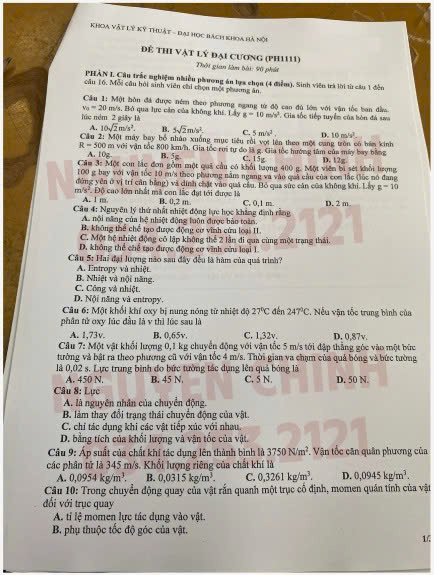 KHOA VẬT LÝ KỸ THUẬT – ĐẠI HỌC BÁCH KHOA HÀ NỘI
ĐỀ THI VẬT LÝ ĐẠI CƯƠNG (PH1111)
Thời gian làm bài: 90 phút
PHẦN I. Câu trắc nghiệm nhiều phương án lựa chọn (4 điểm). Sinh viên trả lời từ câu 1 đến
câu 16. Mỗi câu hỏi sinh viên chỉ chọn một phương án.
Câu 1: Một hòn đá được ném theo phương ngang từ độ cao đủ lớn với vận tốc ban đầu
v₀ = 20 m/s. Bỏ qua lực cản của không khí. Lấy g = 10 m/s². Gia tốc tiếp tuyến của hòn đá sau
lúc ném 2 giây là
A. 10√2 m/s². B. 5√2 m/s². C. 5 m/s². D. 10 m/s².
Câu 2: Một máy bay bổ nhào xuống mục tiêu rồi vọt lên theo một cung tròn có bán kính
R = 500 m với vận tốc 800 km/h. Gia tốc rơi tự do là g. Gia tốc hướng tâm của máy bay bằng
A. 10g. B. 5g. C. 15g. D. 12g.
Câu 3: Một con lắc đơn gồm một quả cầu có khối lượng 400 g. Một viên bi sét khối lượng
100 g bay với vận tốc 10 m/s theo phương nằm ngang va vào quả cầu của con lắc (lúc nó đang
đứng yên ở vị trí cân bằng) và dính chặt vào quả cầu. Bỏ qua sức cản của không khí. Lấy g = 10
m/s². Độ cao lớn nhất mà con lắc đạt tới được là
A. 1 m. B. 0,2 m. C. 0,1 m. D. 2 m.
Câu 4: Nguyên lý thứ nhất nhiệt động lực học khẳng định rằng
A. nội năng của hệ nhiệt động luôn được bảo toàn.
B. không thể chế tạo được động cơ vĩnh cửu loại II.
C. Một hệ nhiệt động cô lập không thể 2 lần đi qua cùng một trạng thái.
D. không thể chế tạo được động cơ vĩnh cửu loại I.
Câu 5: Hai đại lượng nào sau đây đều là hàm của quá trình?
A. Entropy và nhiệt.
B. Nhiệt và nội năng.
C. Công và nhiệt.
D. Nội năng và entropy.
Câu 6: Một khối khí oxy bị nung nóng từ nhiệt độ 27⁰C đến 247⁰C. Nếu vận tốc trung bình của
phân tử oxy lúc đầu là v thì lúc sau là
A. 1,73v. B. 0,65v. C. 1,32v. D. 0,87v.
Câu 7: Một vật khối lượng 0,1 kg chuyển động với vận tốc 5 m/s tới đập thẳng góc vào một bức
tường và bật ra theo phương cũ với vận tốc 4 m/s. Thời gian va chạm của quả bóng và bức tường
là 0,02 s. Lực trung bình do bức tường tác dụng lên quả bóng là
A. 450 N. B. 45 N. C. 5 N. D. 50 N.
Câu 8: Lực
A. là nguyên nhân của chuyển động.
B. làm thay đổi trạng thái chuyển động của vật.
C. chỉ tác dụng khi các vật tiếp xúc với nhau.
D. bằng tích của khối lượng và vận tốc của vật.
Câu 9: Áp suất của chất khí tác dụng lên thành bình là 3750 N/m². Vận tốc căn quân phương của
các phân tử là 345 m/s. Khối lượng riêng của chất khí là
A. 0,0954 kg/m³. B. 0,0315 kg/m³. C. 0,3261 kg/m³. D. 0,0945 kg/m³.
Câu 10: Trong chuyển động quay của vật rắn quanh một trục cố định, momen quán tính của vật
đối với trục quay
A. tỉ lệ momen lực tác dụng vào vật.
B. phụ thuộc tốc độ góc của vật.